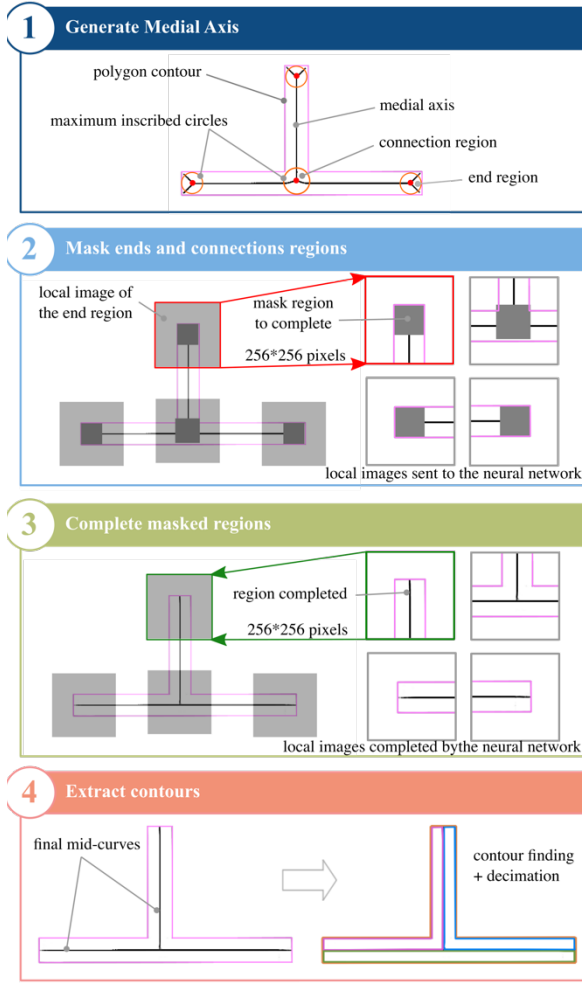 1 Generate Medial Axis
polygon contour
medial axis
maximum inscribed circles
connection region
end region
2 Mask ends and connections regions
local image of
the end region
mask region
to complete
256*256 pixels
local images sent to the neural network
3 Complete masked regions
region completed
256*256 pixels
local images completed bythe neural network
4 Extract contours
final mid-curves
contour finding
+ decimation